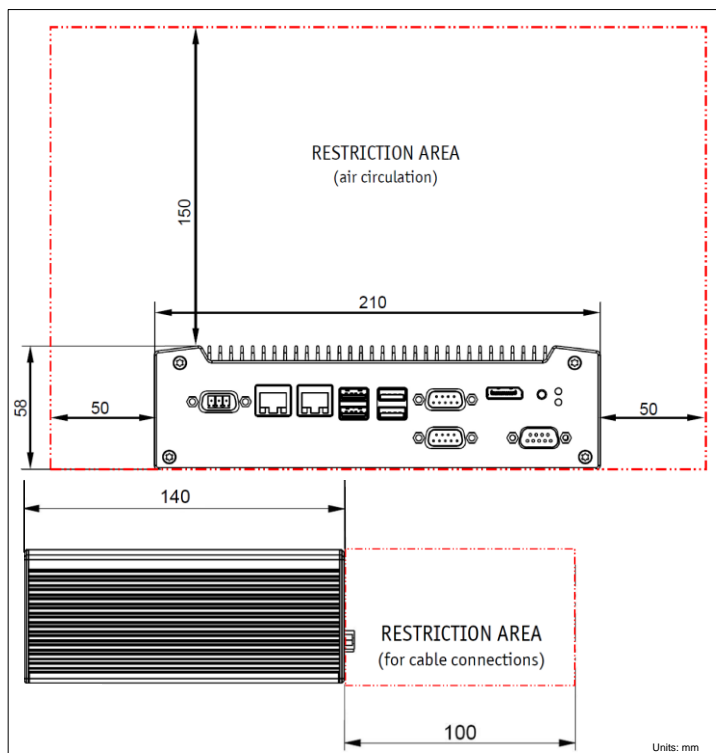 RESTRICTION AREA
(air circulation)
150
210
58
50
50
140
RESTRICTION AREA
(for cable connections)
100
Units: mm